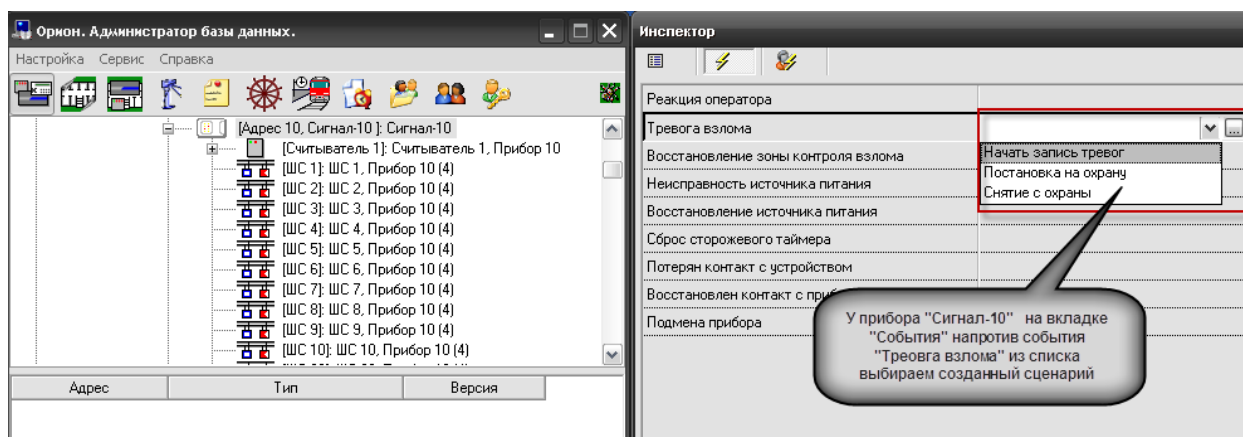 Орион. Администратор базы данных.
Настройка Сервис Справка
[Адрес 10, Сигнал-10 ]: Сигнал-10
[Считыватель 1]: Считыватель 1, Прибор 10
[ШС 1]: ШС 1, Прибор 10 (4)
[ШС 2]: ШС 2, Прибор 10 (4)
[ШС 3]: ШС 3, Прибор 10 (4)
[ШС 4]: ШС 4, Прибор 10 (4)
[ШС 5]: ШС 5, Прибор 10 (4)
[ШС 6]: ШС 6, Прибор 10 (4)
[ШС 7]: ШС 7, Прибор 10 (4)
[ШС 8]: ШС 8, Прибор 10 (4)
[ШС 9]: ШС 9, Прибор 10 (4)
[ШС 10]: ШС 10, Прибор 10 (4)
Адрес Тип Версия
Инспектор
Реакция оператора
Тревога взлома
Восстановление зоны контроля взлома
Неисправность источника питания
Восстановление источника питания
Сброс сторожевого таймера
Потерян контакт с устройством
Восстановлен контакт с
Подмена прибора
Начать запись тревог
Постановка на охрану
Снятие с охраны
У прибора "Сигнал-10" на вкладке
"События" напротив события
"Треовга взлома" из списка
выбираем созданный сценарий